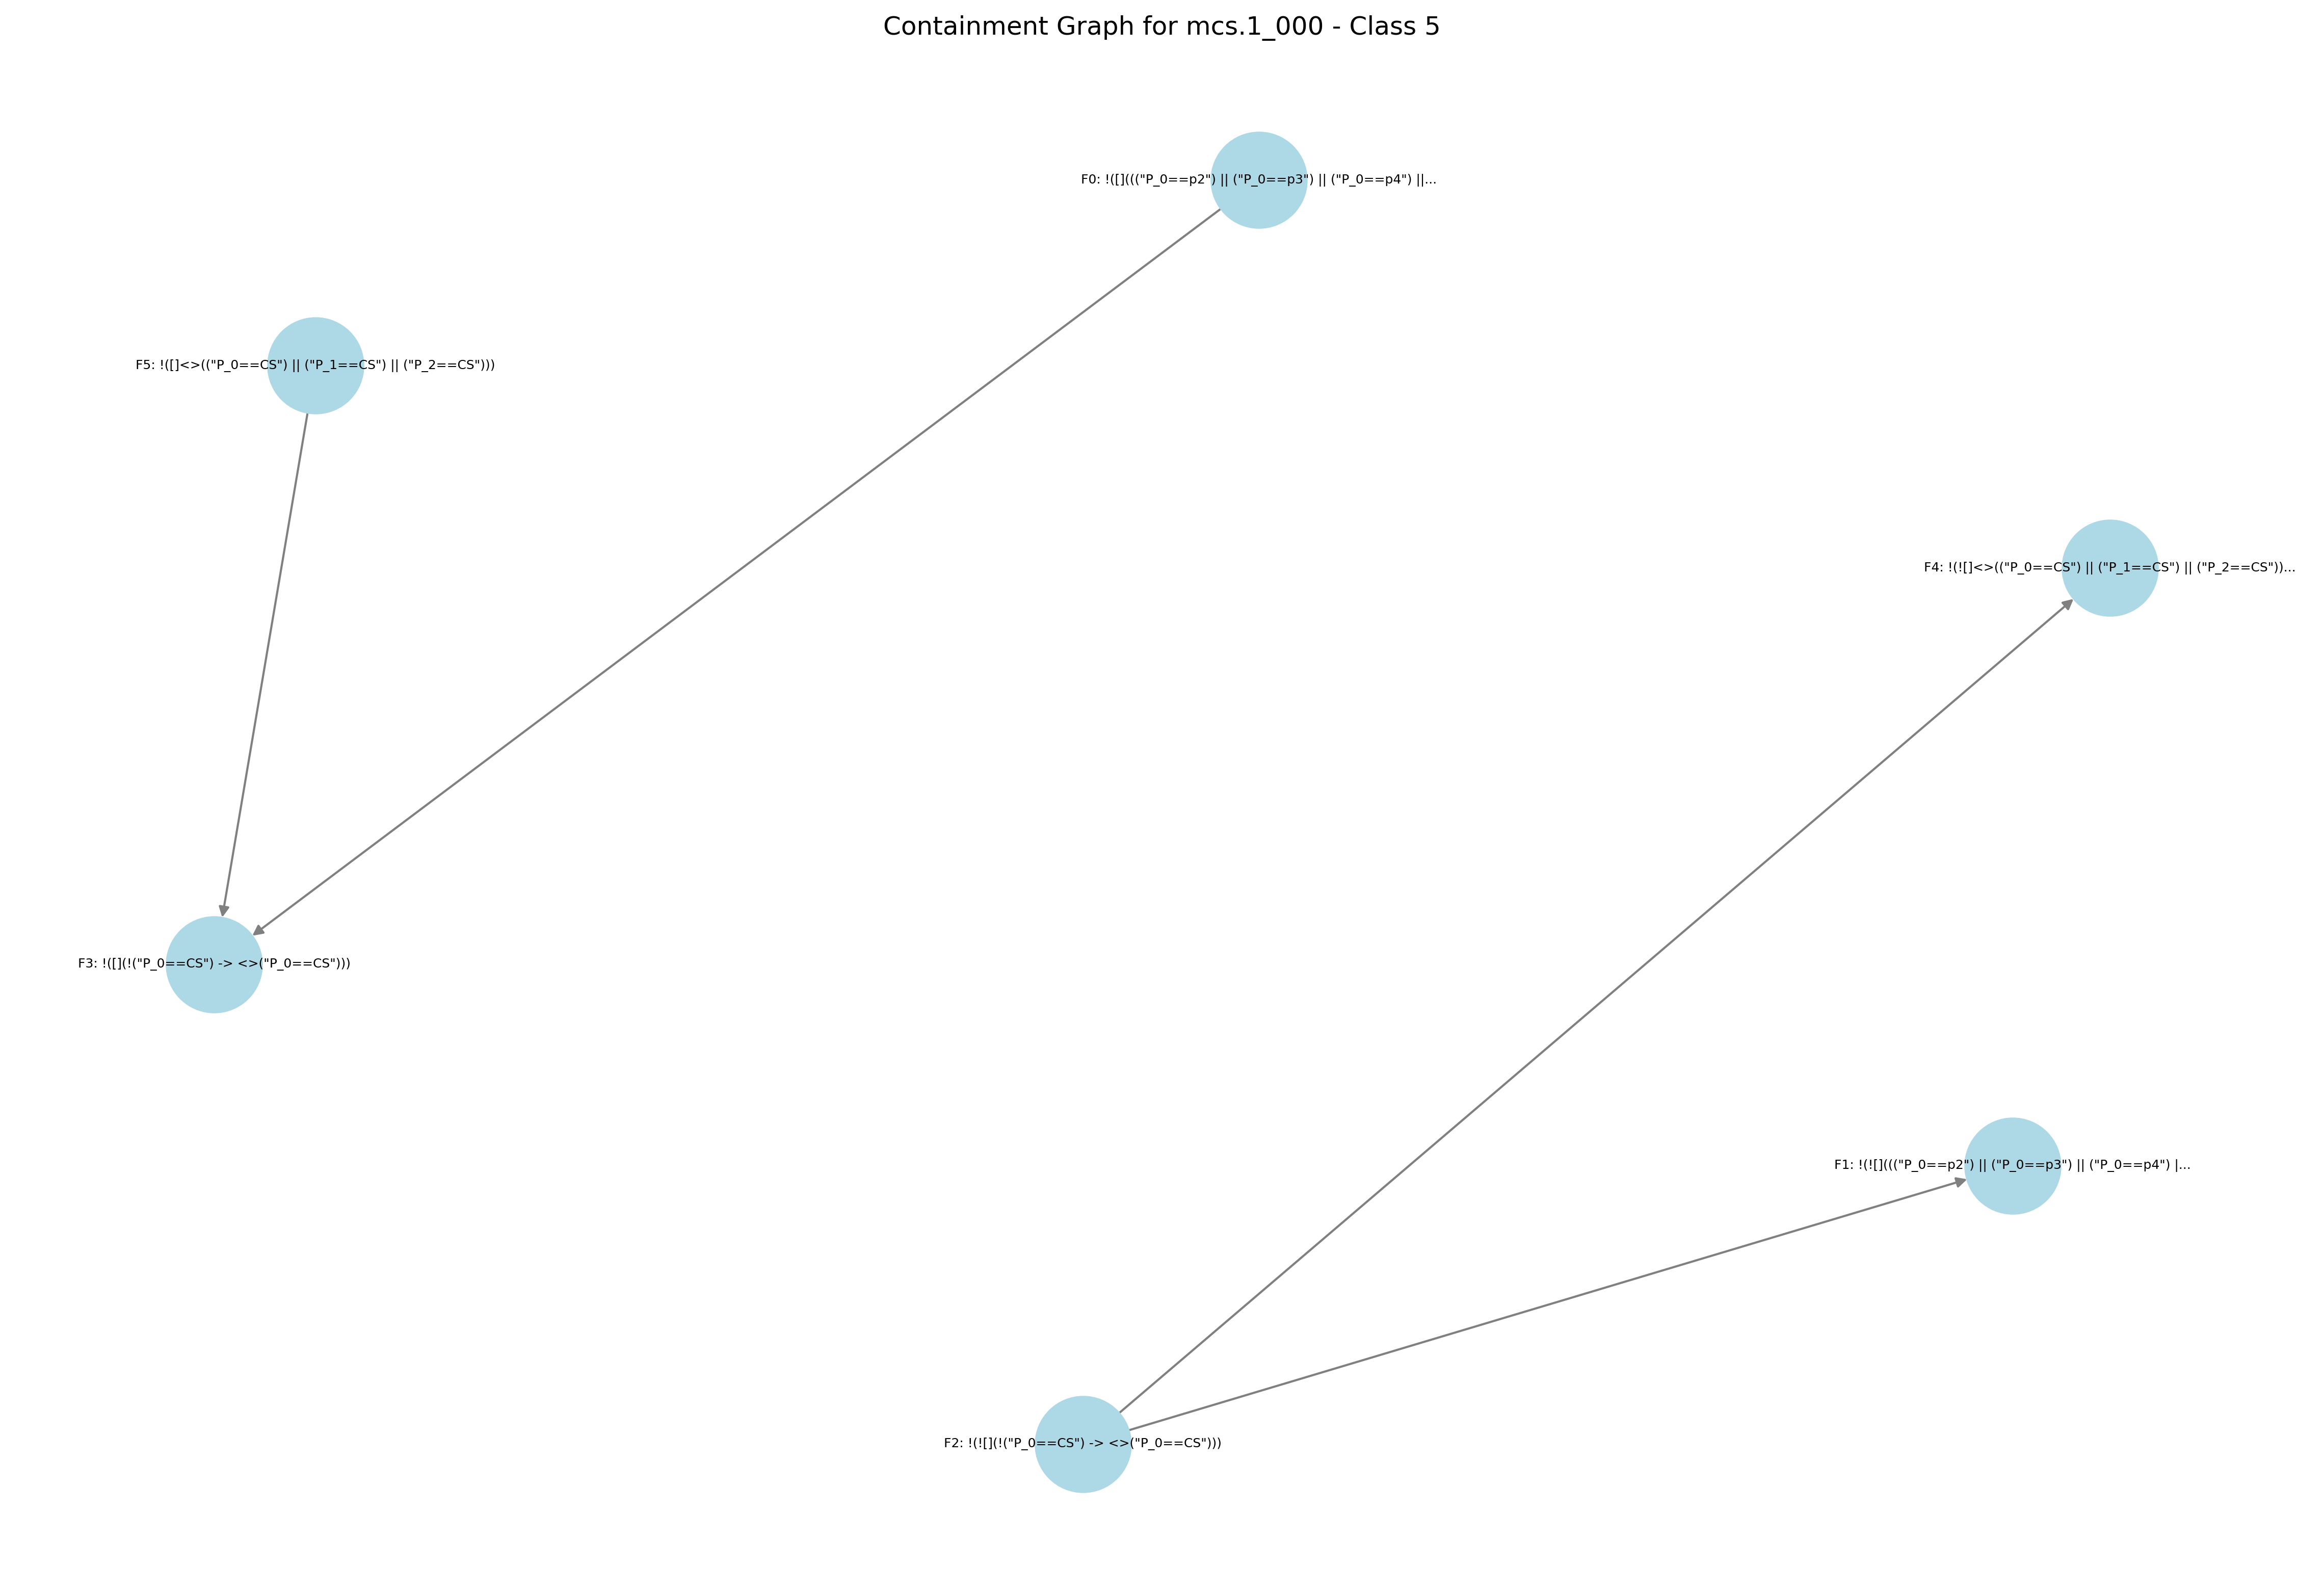 Containment Graph for mcs.1_000 - Class 5
F0: !([]((("P_0==p2") || ("P_0==p3") || ("P_0==p4") ||...
F5: !([]<>(("P_0==CS") || ("P_1==CS") || ("P_2==CS")))
F4: !(![]<>(("P_0==CS") || ("P_1==CS") || ("P_2==CS"))...
F3: !([](!("P_0==CS") -> <>("P_0==CS")))
F1: !(![]((("P_0==p2") || ("P_0==p3") || ("P_0==p4") |...
F2: !(![](!("P_0==CS") -> <>("P_0==CS")))